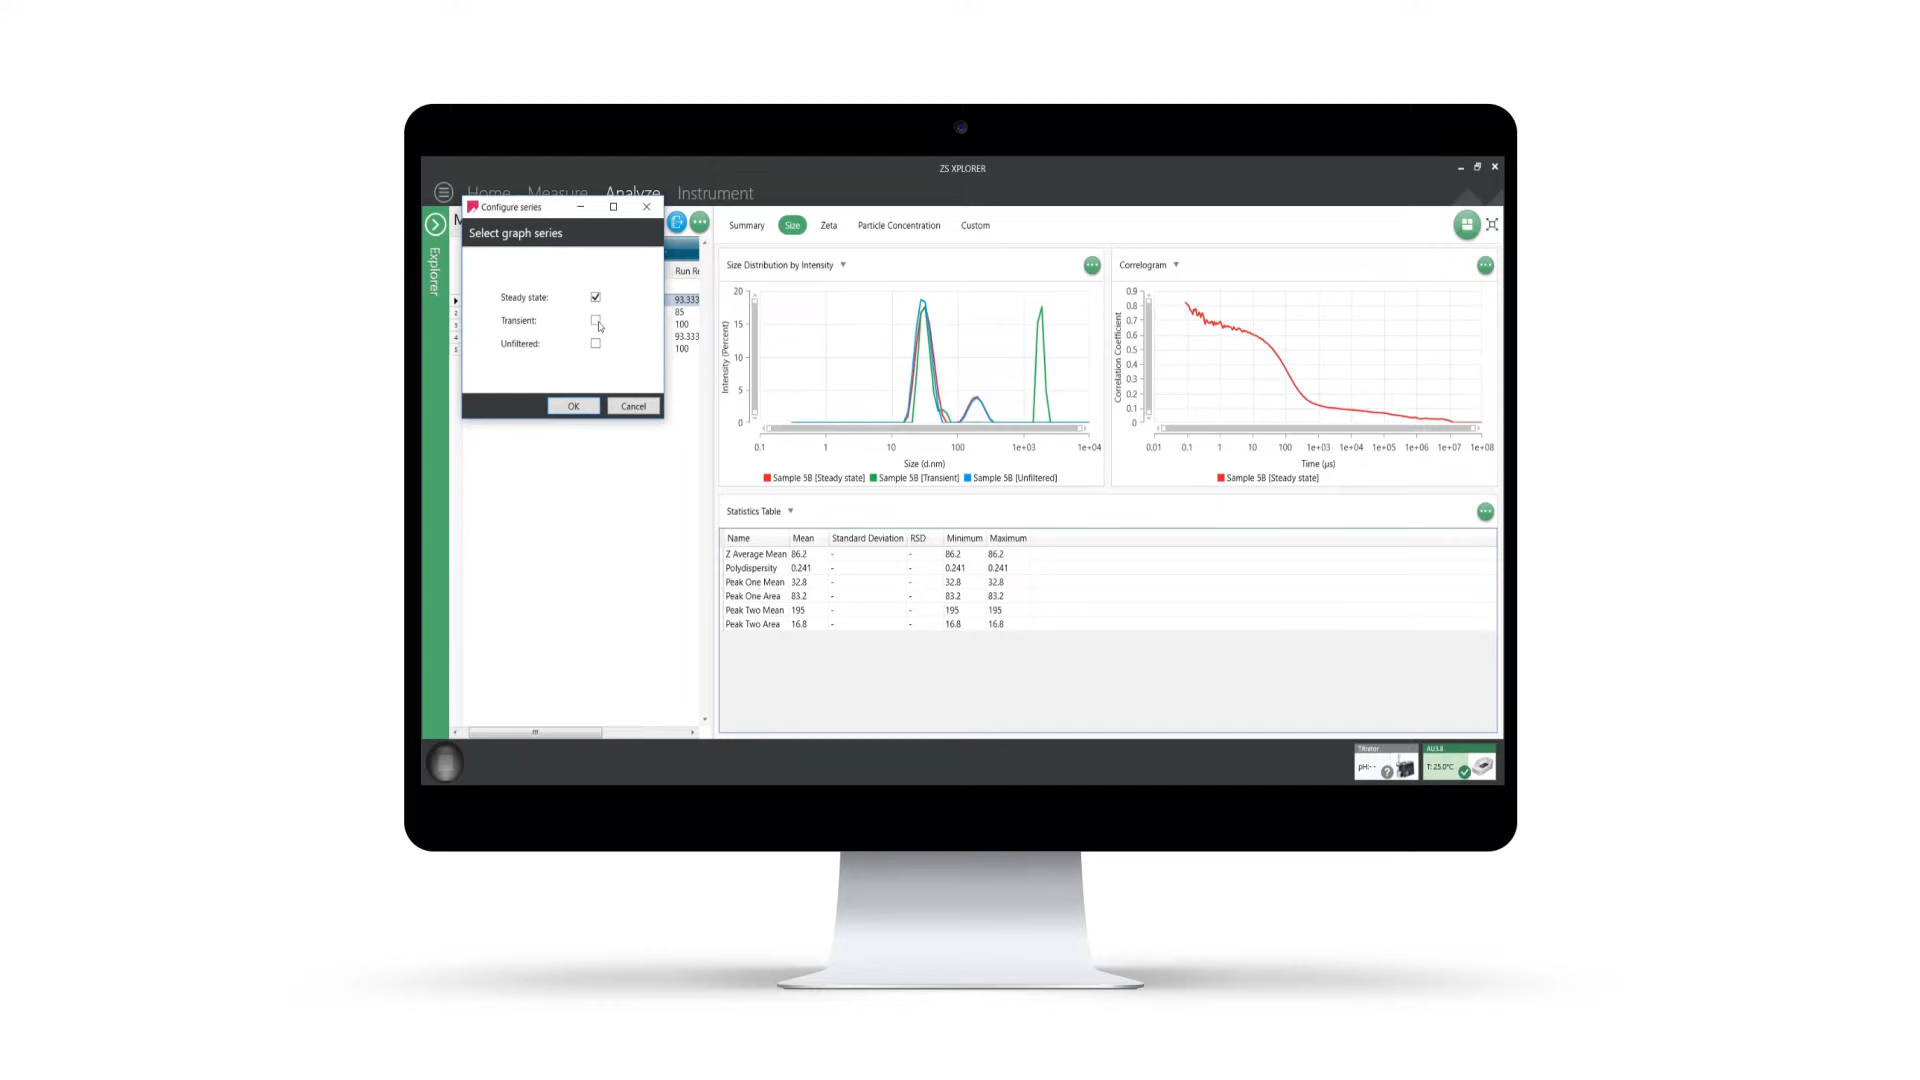 ZS XPLORER
Home Measure Analyze Instrument
Configure series
Select graph series
Steady state:
Transient:
Unfiltered:
OK Cancel
Explorer
M
Run Re
93.333
85
100
93.333
100
2
3
4
5
Summary Size Zeta Particle Concentration Custom
Size Distribution by Intensity
Intensity (Percent)
20
15
10
5
0
0.1 1 10 100 1e+03 1e+04
Size (d.nm)
Sample 5B [Steady state] Sample 5B [Transient] Sample 5B [Unfiltered]
Correlogram
Correlation Coefficient
0.9
0.8
0.7
0.6
0.5
0.4
0.3
0.2
0.1
0
0.01 0.1 1 10 100 1e+03 1e+04 1e+05 1e+06 1e+07 1e+08
Time (µs)
Sample 5B [Steady state]
Statistics Table
Name Mean Standard Deviation RSD Minimum Maximum
Z Average Mean 86.2 - - 86.2 86.2
Polydispersity 0.241 - - 0.241 0.241
Peak One Mean 32.8 - - 32.8 32.8
Peak One Area 83.2 - - 83.2 83.2
Peak Two Mean 195 - - 195 195
Peak Two Area 16.8 - - 16.8 16.8
Titrator
pH:- -
?
AU3.8
T: 25.0°C